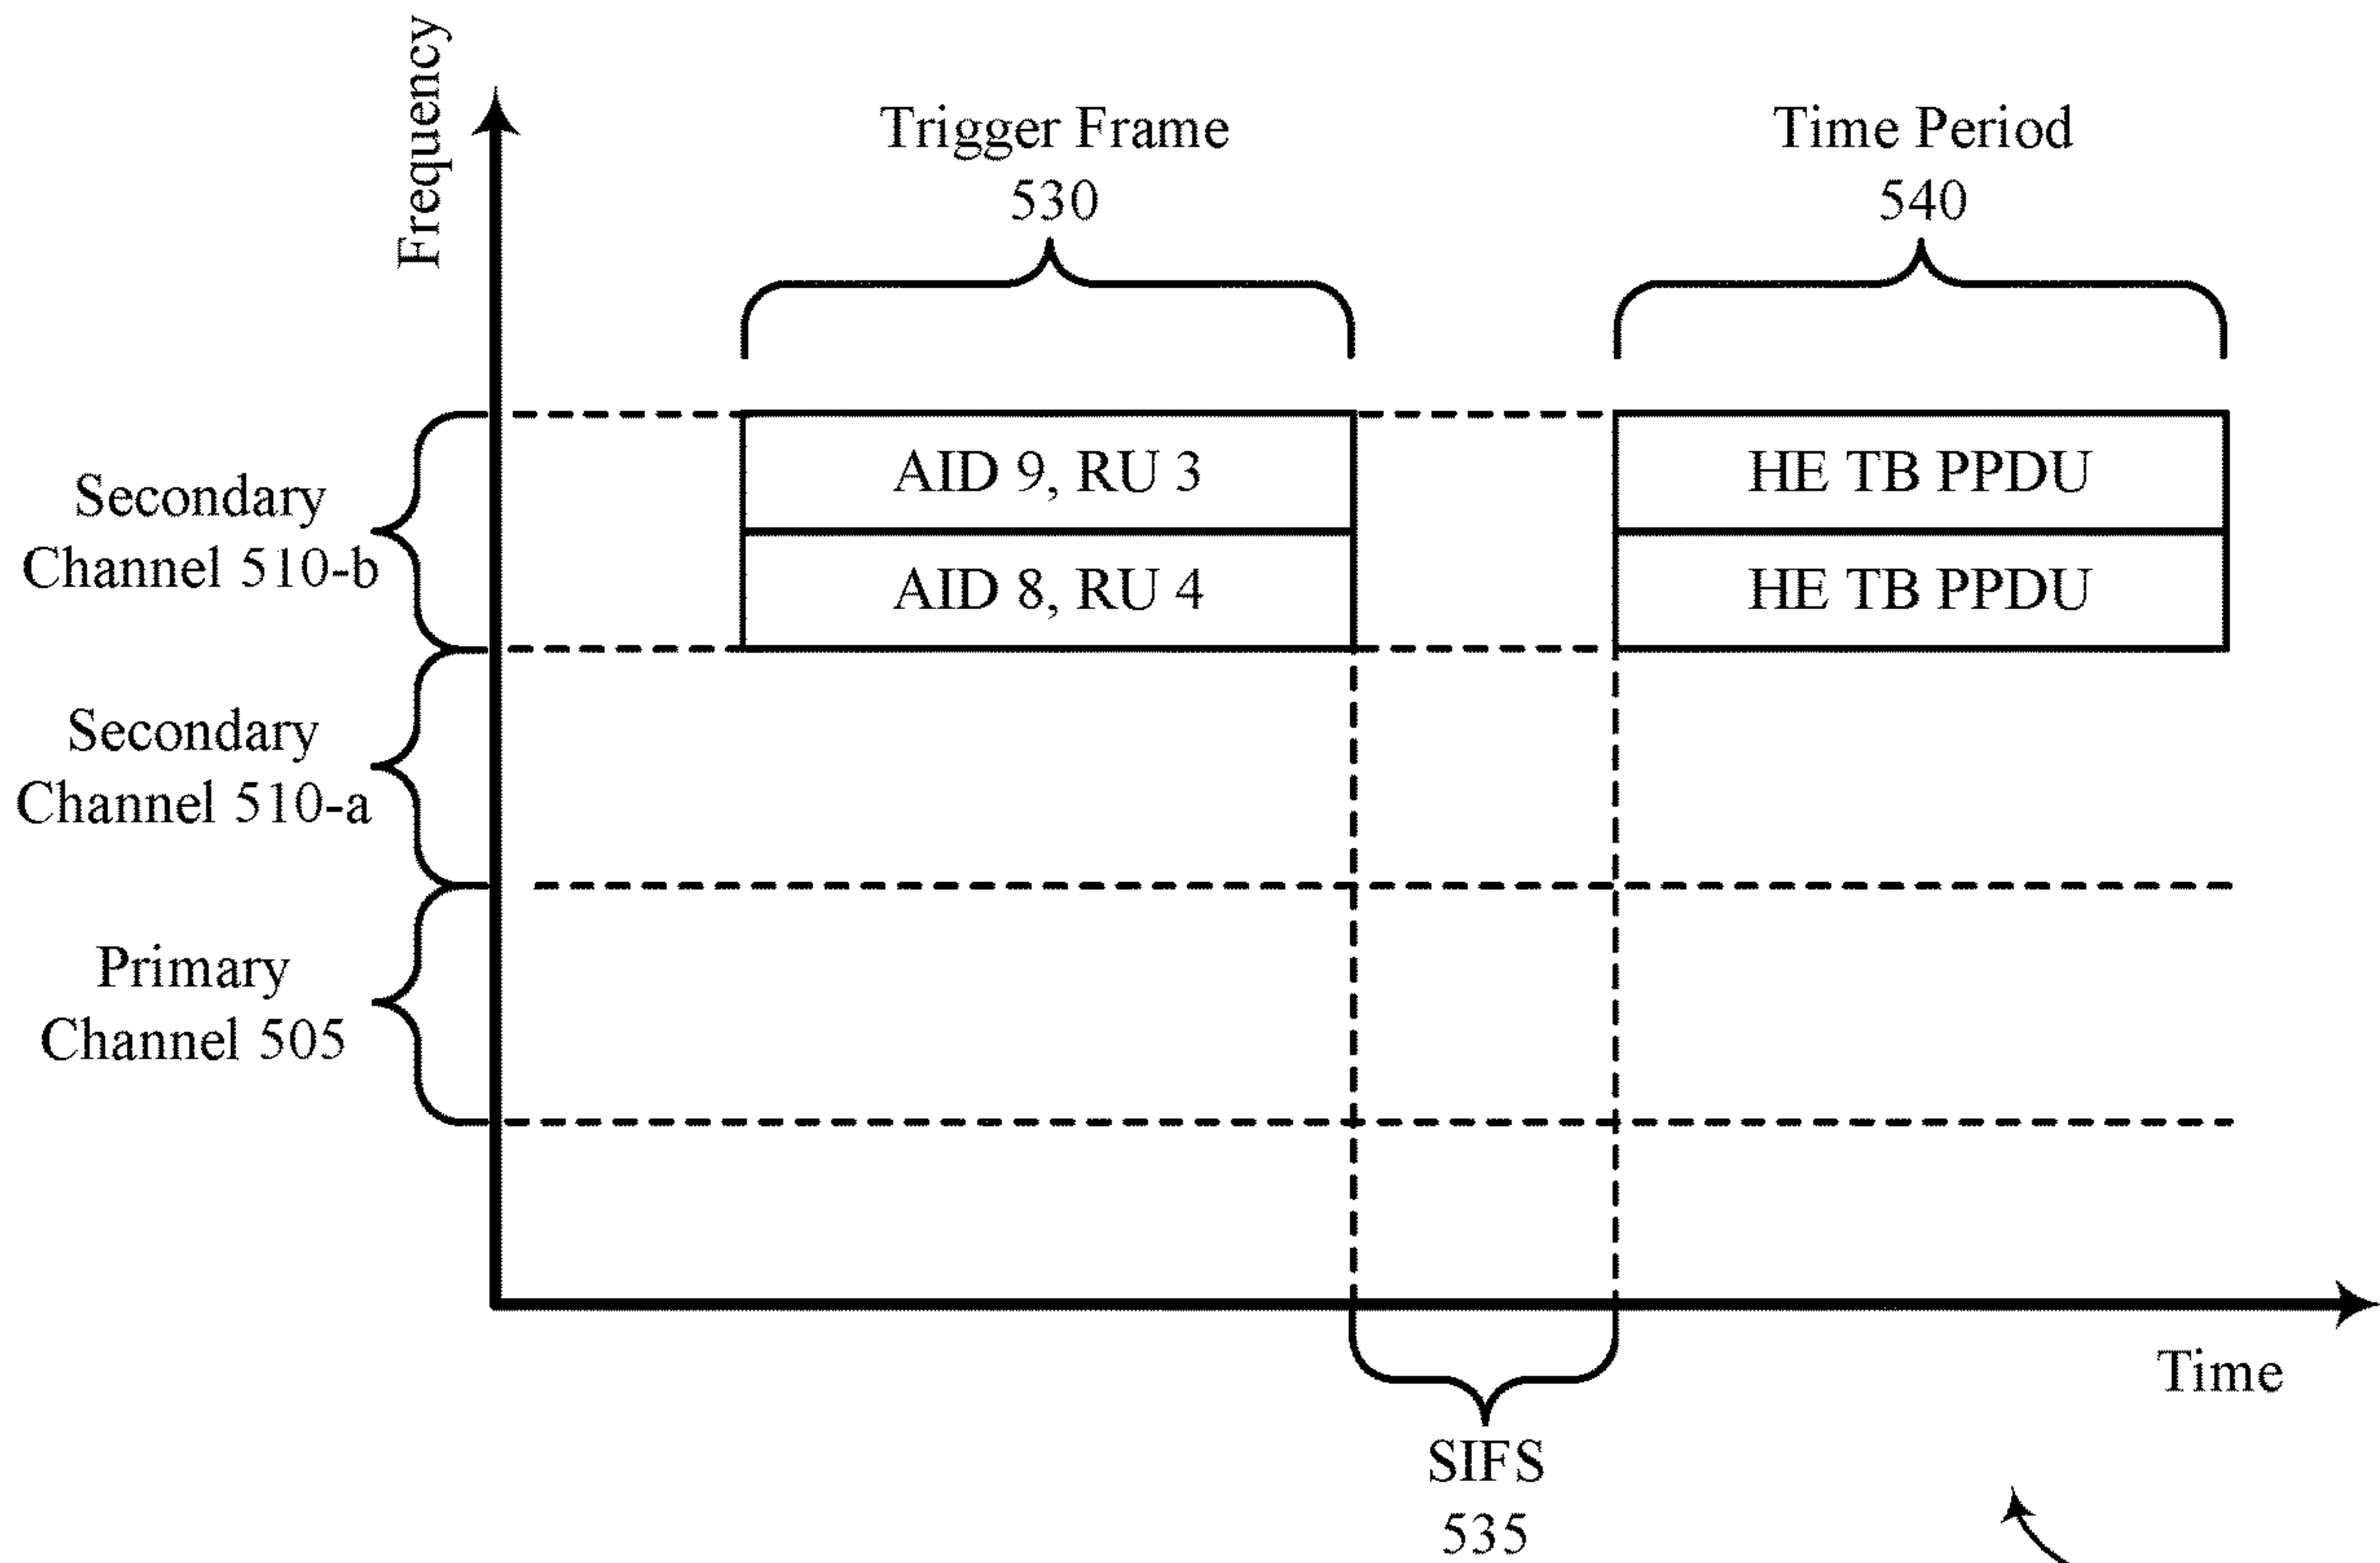 Frequency
Trigger Frame
530
Time Period
540
Secondary
Channel 510-b
AID 9, RU 3
HE TB PPDU
AID 8, RU 4
HE TB PPDU
Secondary
Channel 510-a
Primary
Channel 505
Time
SIFS
535